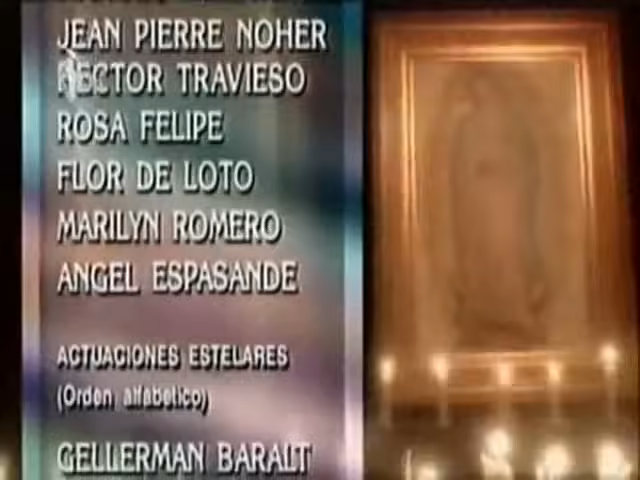 JEAN PIERRE NOHER
HECTOR TRAVIESO
ROSA FELIPE
FLOR DE LOTO
MARILYN ROMERO
ANGEL ESPASANDE
ACTUACIONES ESTELARES
(Orden alfabetico)
GELLERMAN BARALT